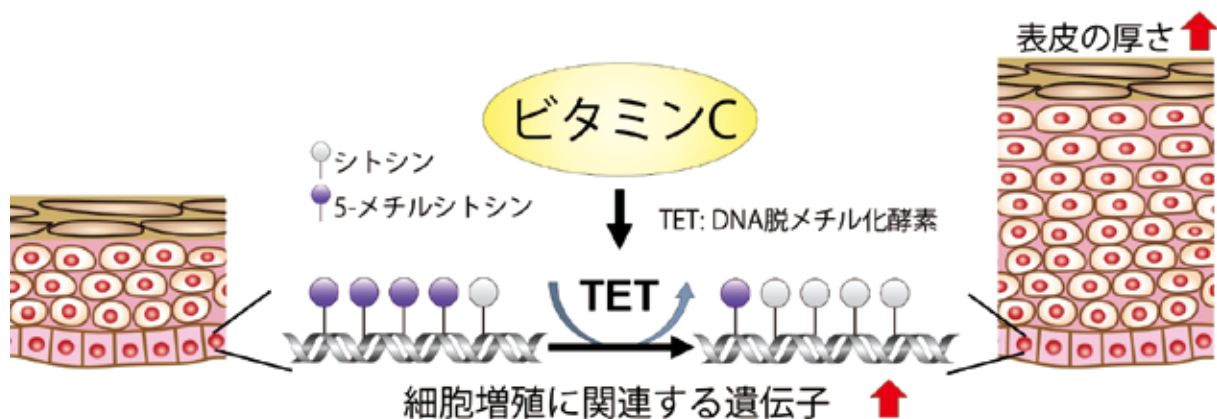 表皮の厚さ
ビタミンC
シトシン
5-メチルシトシン
TET: DNA脱メチル化酵素
TET
細胞増殖に関連する遺伝子